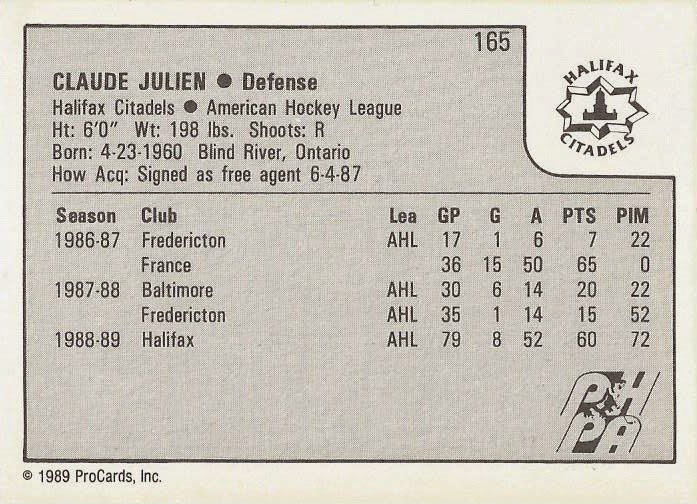 165
HALIFAX
CITADELS
CLAUDE JULIEN ● Defense
Halifax Citadels ● American Hockey League
Ht: 6'0" Wt: 198 lbs. Shoots: R
Born: 4-23-1960 Blind River, Ontario
How Acq: Signed as free agent 6-4-87
Season Club Lea GP G A PTS PIM
1986-87 Fredericton AHL 17 1 6 7 22
France 36 15 50 65 0
1987-88 Baltimore AHL 30 6 14 20 22
Fredericton AHL 35 1 14 15 52
1988-89 Halifax AHL 79 8 52 60 72
PH
PA
© 1989 ProCards, Inc.